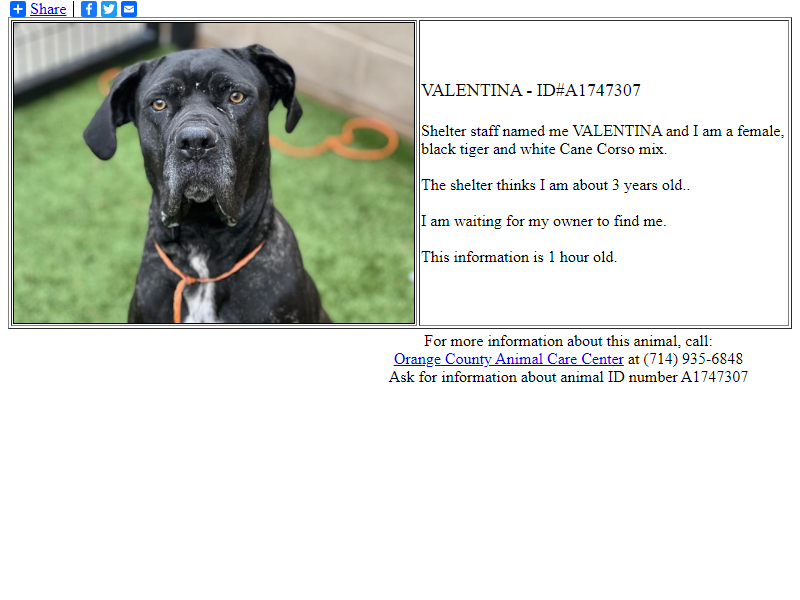 Share |
VALENTINA - ID#A1747307
Shelter staff named me VALENTINA and I am a female,
black tiger and white Cane Corso mix.
The shelter thinks I am about 3 years old..
I am waiting for my owner to find me.
This information is 1 hour old.
For more information about this animal, call:
Orange County Animal Care Center at (714) 935-6848
Ask for information about animal ID number A1747307